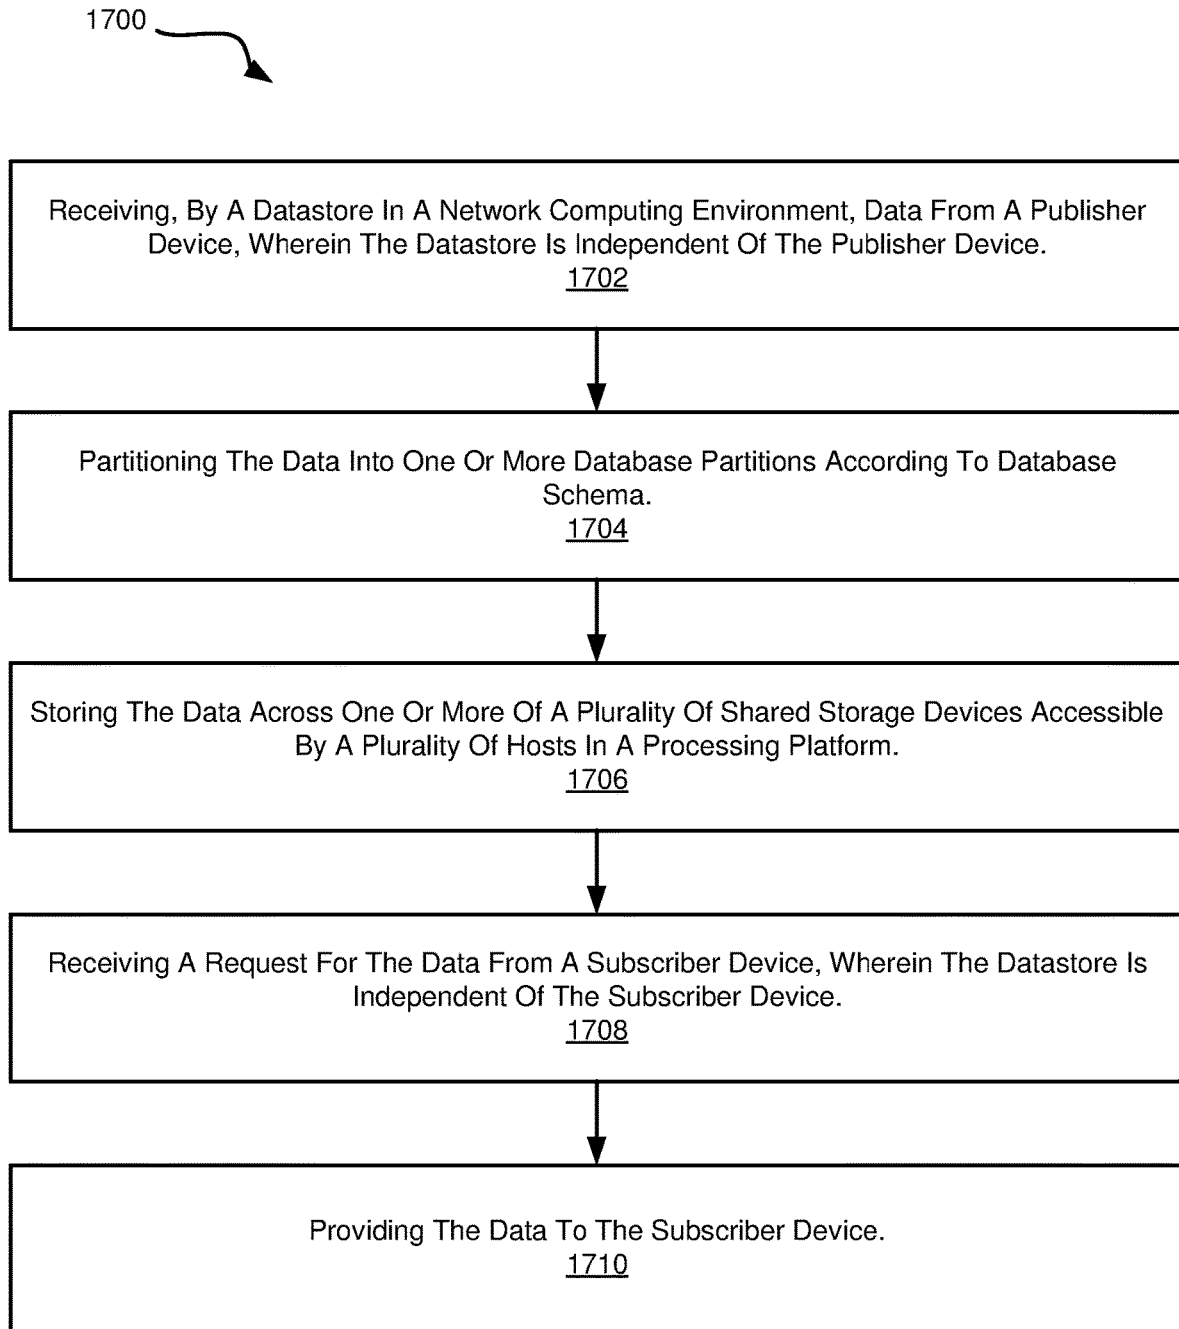 1700
Receiving, By A Datastore In A Network Computing Environment, Data From A Publisher
Device, Wherein The Datastore Is Independent Of The Publisher Device.
1702
Partitioning The Data Into One Or More Database Partitions According To Database
Schema.
1704
Storing The Data Across One Or More Of A Plurality Of Shared Storage Devices Accessible
By A Plurality Of Hosts In A Processing Platform.
1706
Receiving A Request For The Data From A Subscriber Device, Wherein The Datastore Is
Independent Of The Subscriber Device.
1708
Providing The Data To The Subscriber Device.
1710